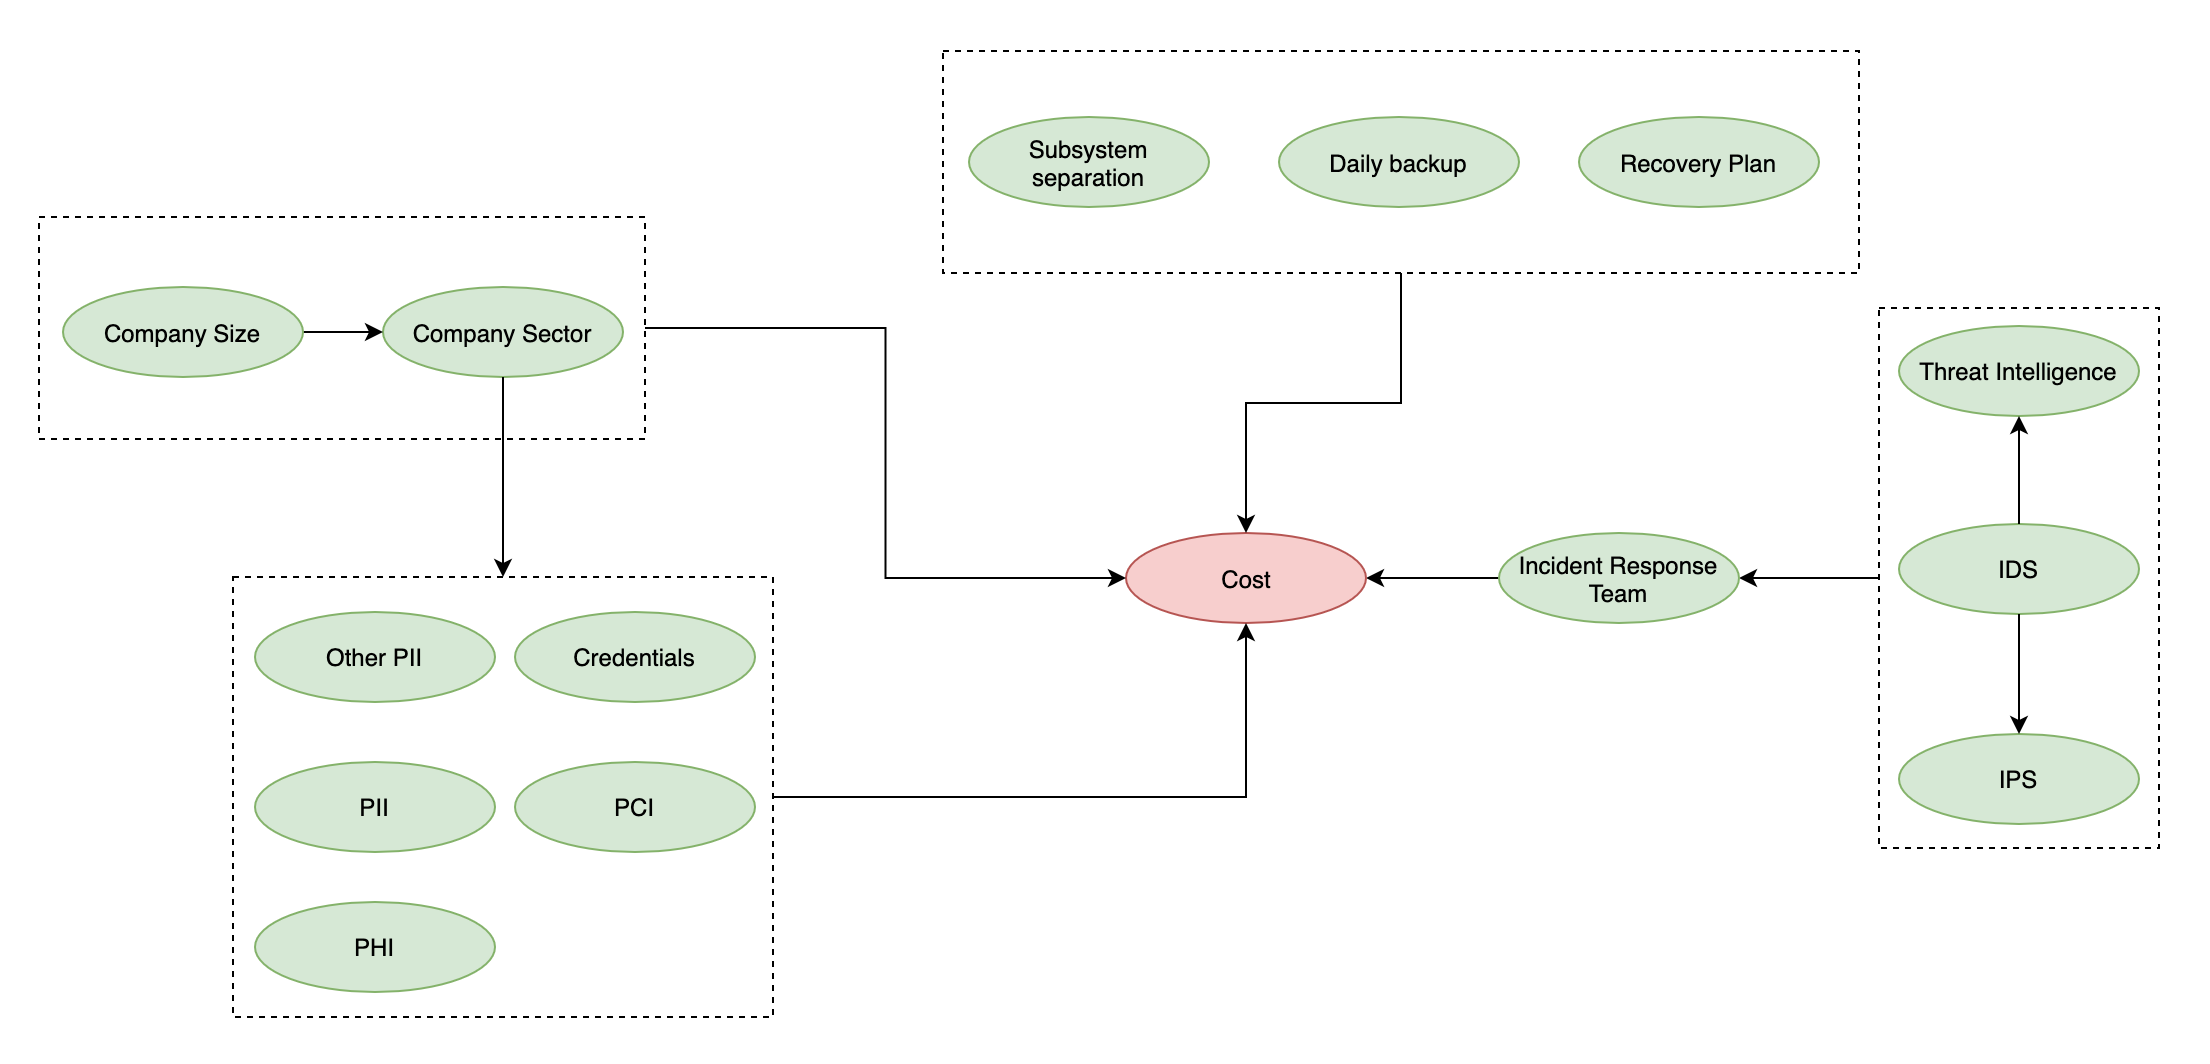 Subsystem
separation
Daily backup
Recovery Plan
Company Size
Company Sector
Threat Intelligence
Cost
Incident Response
Team
IDS
Other PII
Credentials
PII
PCI
IPS
PHI